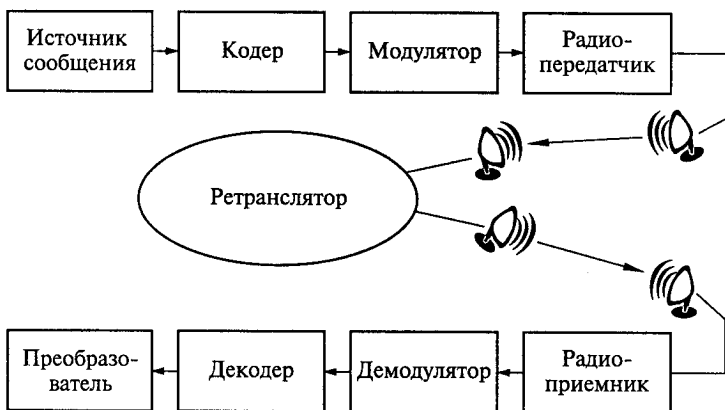 Источник
сообщения
Кодер
Модулятор
Радио-
передатчик
Ретранслятор
Преобразо-
ватель
Декодер
Демодулятор
Радио-
приемник